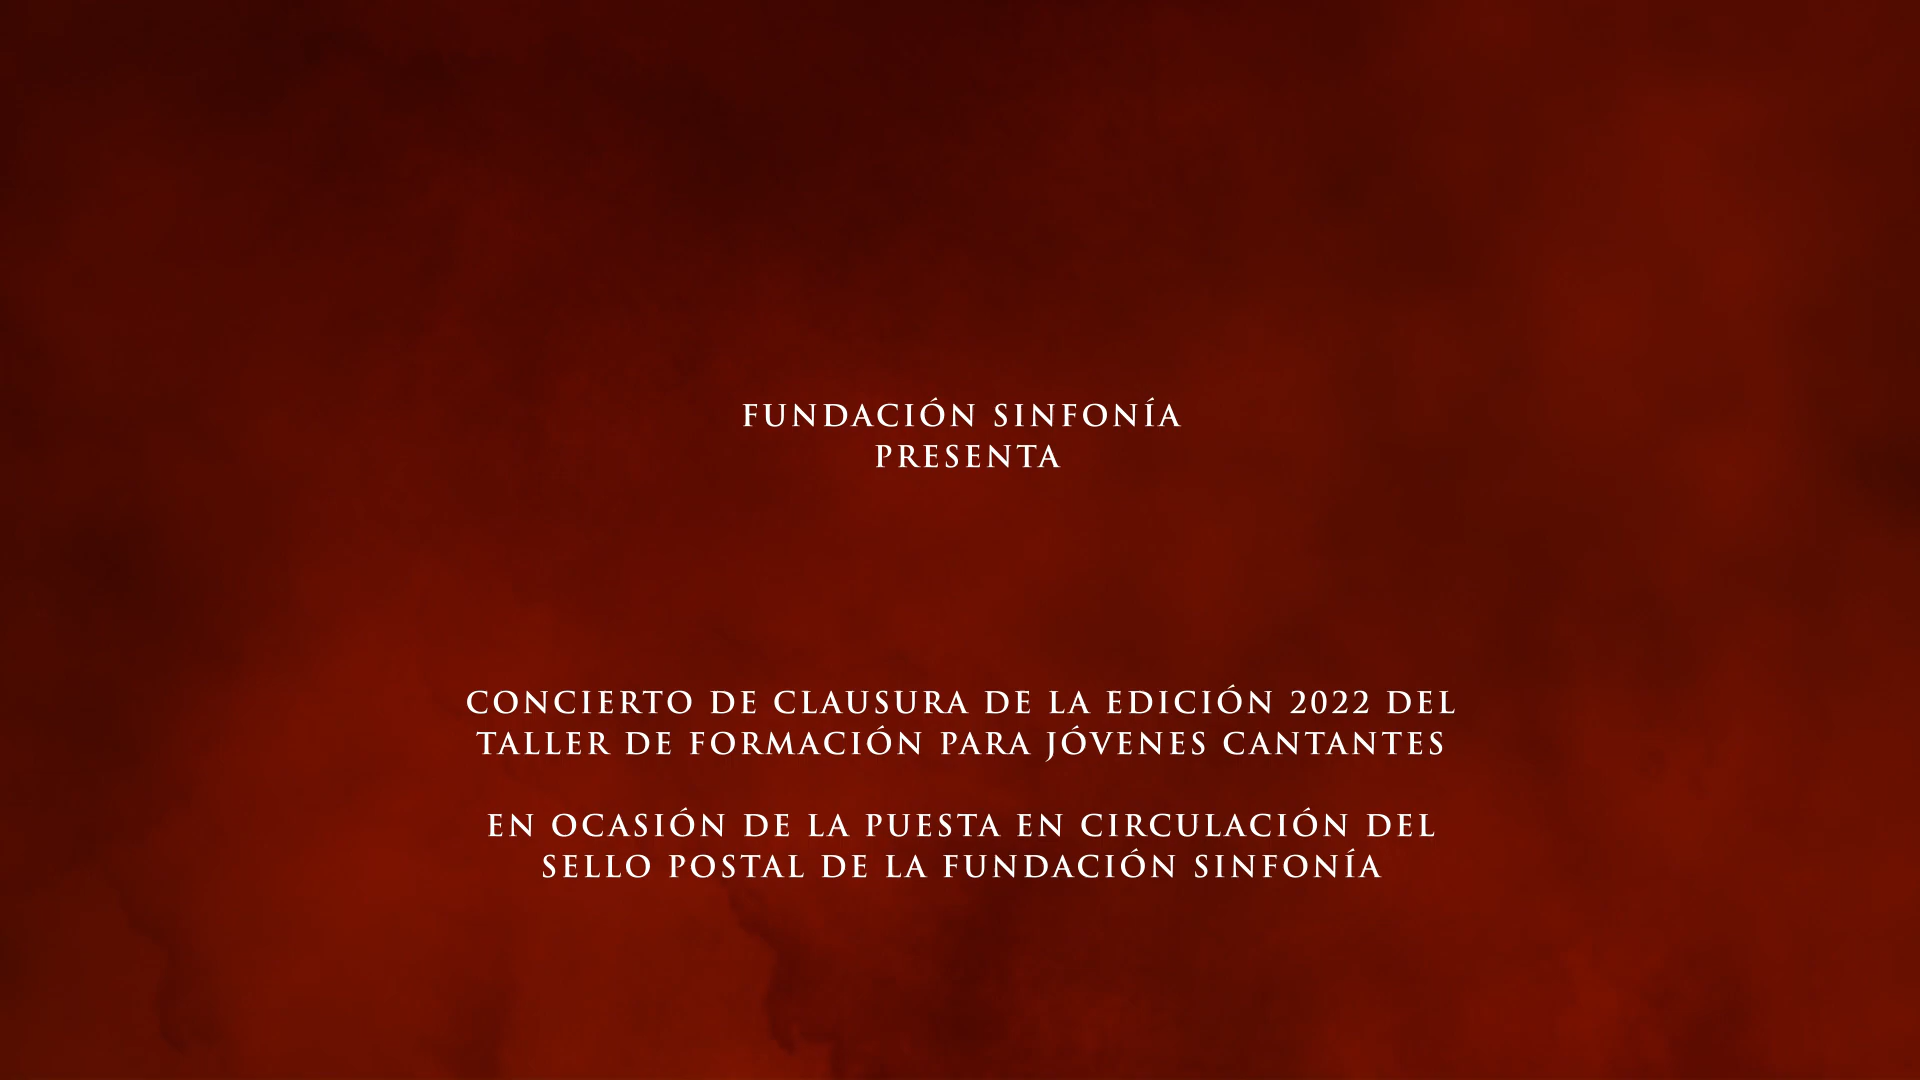 FUNDACIÓN SINFONÍA
PRESENTA
CONCIERTO DE CLAUSURA DE LA EDICIÓN 2022 DEL
TALLER DE FORMACIÓN PARA JÓVENES CANTANTES
EN OCASIÓN DE LA PUESTA EN CIRCULACIÓN DEL
SELLO POSTAL DE LA FUNDACIÓN SINFONÍA